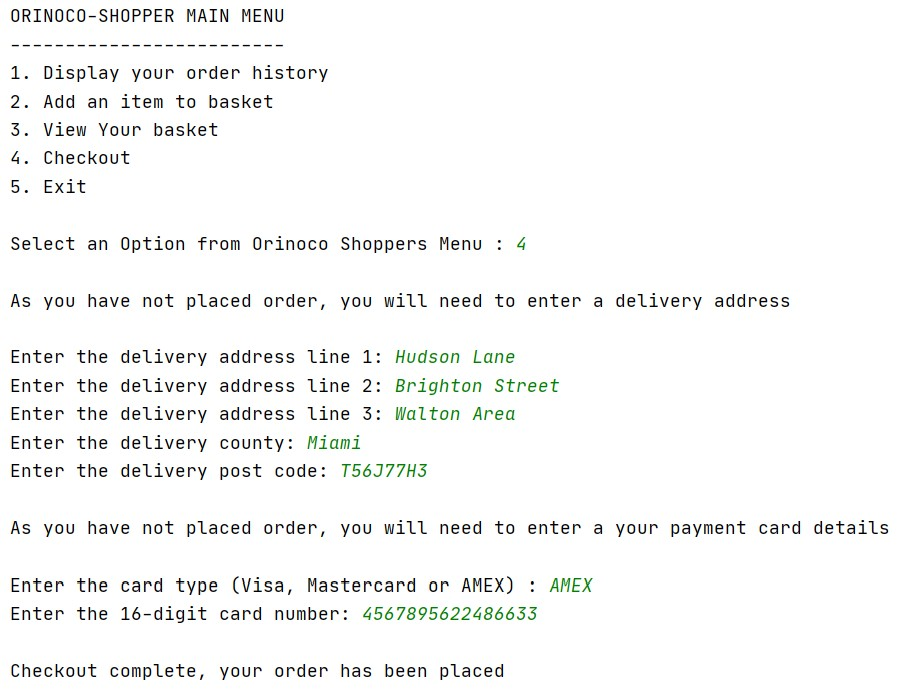 ORINOCO-SHOPPER MAIN MENU
-------------------------
1. Display your order history
2. Add an item to basket
3. View Your basket
4. Checkout
5. Exit
Select an Option from Orinoco Shoppers Menu : 4
As you have not placed order, you will need to enter a delivery address
Enter the delivery address line 1: Hudson Lane
Enter the delivery address line 2: Brighton Street
Enter the delivery address line 3: Walton Area
Enter the delivery county: Miami
Enter the delivery post code: T56J77H3
As you have not placed order, you will need to enter a your payment card details
Enter the card type (Visa, Mastercard or AMEX) : AMEX
Enter the 16-digit card number: 4567895622486633
Checkout complete, your order has been placed